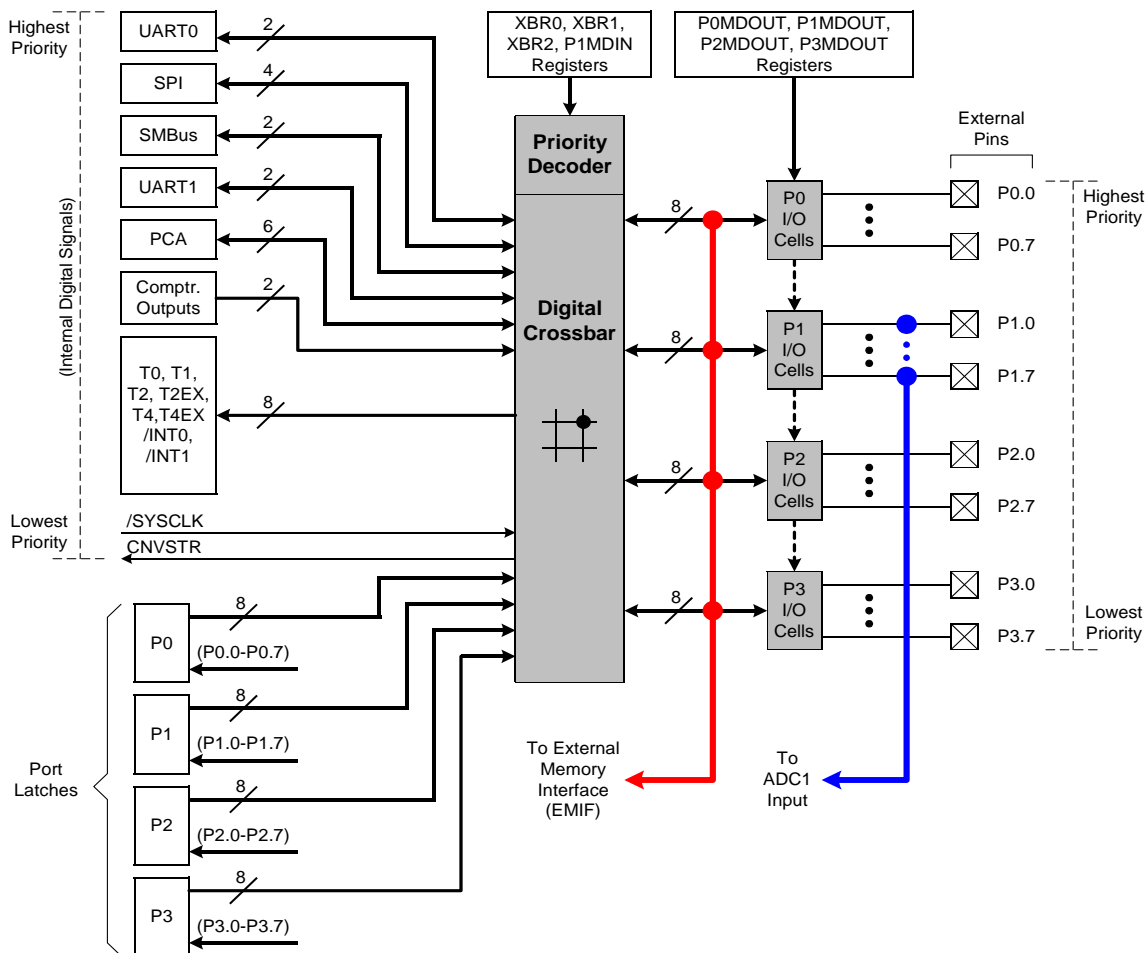 Highest
Priority
UART0
2
SPI
4
SMBus
2
UART1
2
PCA
6
Comptr.
Outputs
2
T0, T1,
T2, T2EX,
T4,T4EX
/INT0,
/INT1
8
(Internal Digital Signals)
Lowest
Priority
/SYSCLK
CNVSTR
XBR0, XBR1,
XBR2, P1MDIN
Registers
P0MDOUT, P1MDOUT,
P2MDOUT, P3MDOUT
Registers
Priority
Decoder
Digital
Crossbar
8
8
8
8
P0
I/O
Cells
P1
I/O
Cells
P2
I/O
Cells
P3
I/O
Cells
External
Pins
P0.0
P0.7
P1.0
P1.7
P2.0
P2.7
P3.0
P3.7
Highest
Priority
Lowest
Priority
Port
Latches
P0
8
(P0.0-P0.7)
P1
8
(P1.0-P1.7)
P2
8
(P2.0-P2.7)
P3
8
(P3.0-P3.7)
To External
Memory
Interface
(EMIF)
To
ADC1
Input